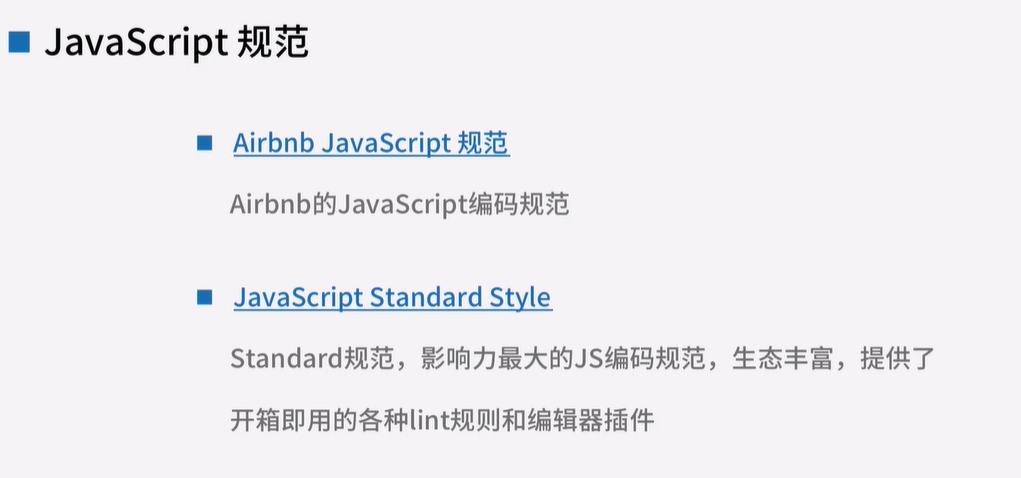 JavaScript 规范
Airbnb JavaScript 规范
Airbnb的JavaScript编码规范
JavaScript Standard Style
Standard规范，影响力最大的JS编码规范，生态丰富，提供了
开箱即用的各种lint规则和编辑器插件